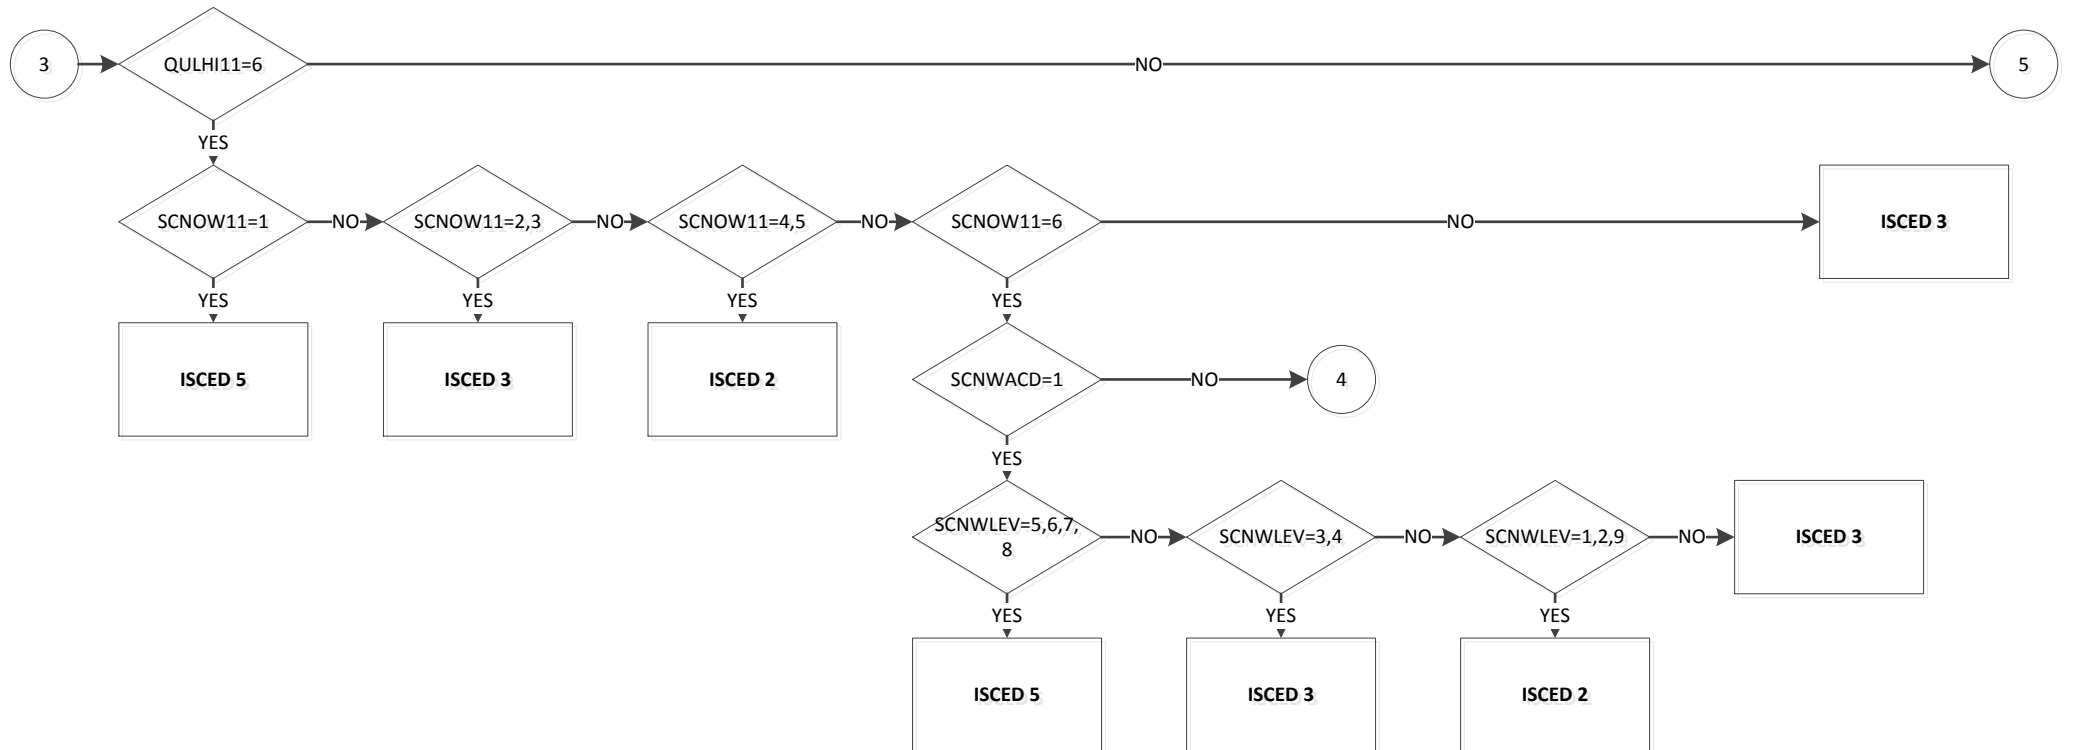 3
QULHI11=6
NO
5
YES
SCNOW11=1
NO
SCNOW11=2,3
NO
SCNOW11=4,5
NO
SCNOW11=6
NO
ISCED 3
YES
YES
YES
YES
ISCED 5
ISCED 3
ISCED 2
SCNWACD=1
NO
4
YES
SCNWLEV=5,6,7,
8
NO
SCNWLEV=3,4
NO
SCNWLEV=1,2,9
NO
ISCED 3
YES
YES
YES
ISCED 5
ISCED 3
ISCED 2